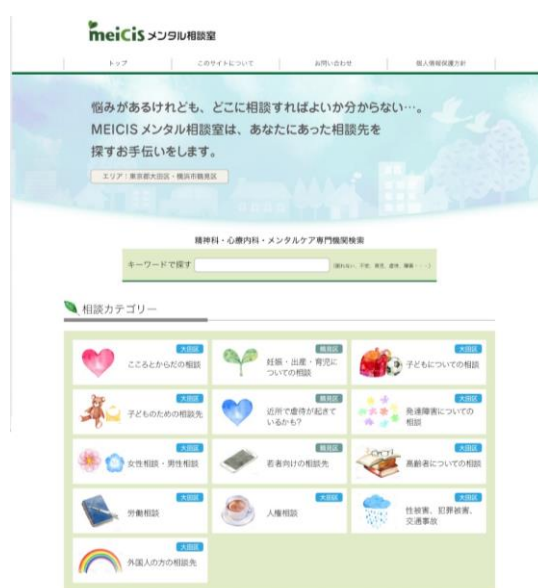 meiCis メンタル相談室
トップ
このサイトについて
お問い合わせ
個人情報保護方針
悩みがあるけれども、どこに相談すればよいか分からない…。
MEICIS メンタル相談室は、あなたにあった相談先を
探すお手伝いをします。
エリア:東京都大田区・横浜市鶴見区
精神科・心療内科・メンタルケア専門機関検索
キーワードで探す
相談カテゴリー
大田区
こころとからだの相談
鶴見区
妊娠・出産・育児に
ついての相談
大田区
子どもについての相談
大田区
子どものための相談先
鶴見区
近所で虐待が起きて
いるかも?
大田区
発達障害についての
相談
大田区
女性相談・男性相談
鶴見区
若者向けの相談先
大田区
高齢者についての相談
大田区
労働相談
大田区
人権相談
大田区
性被害、犯罪被害、
交通事故
大田区
外国人の方の相談先